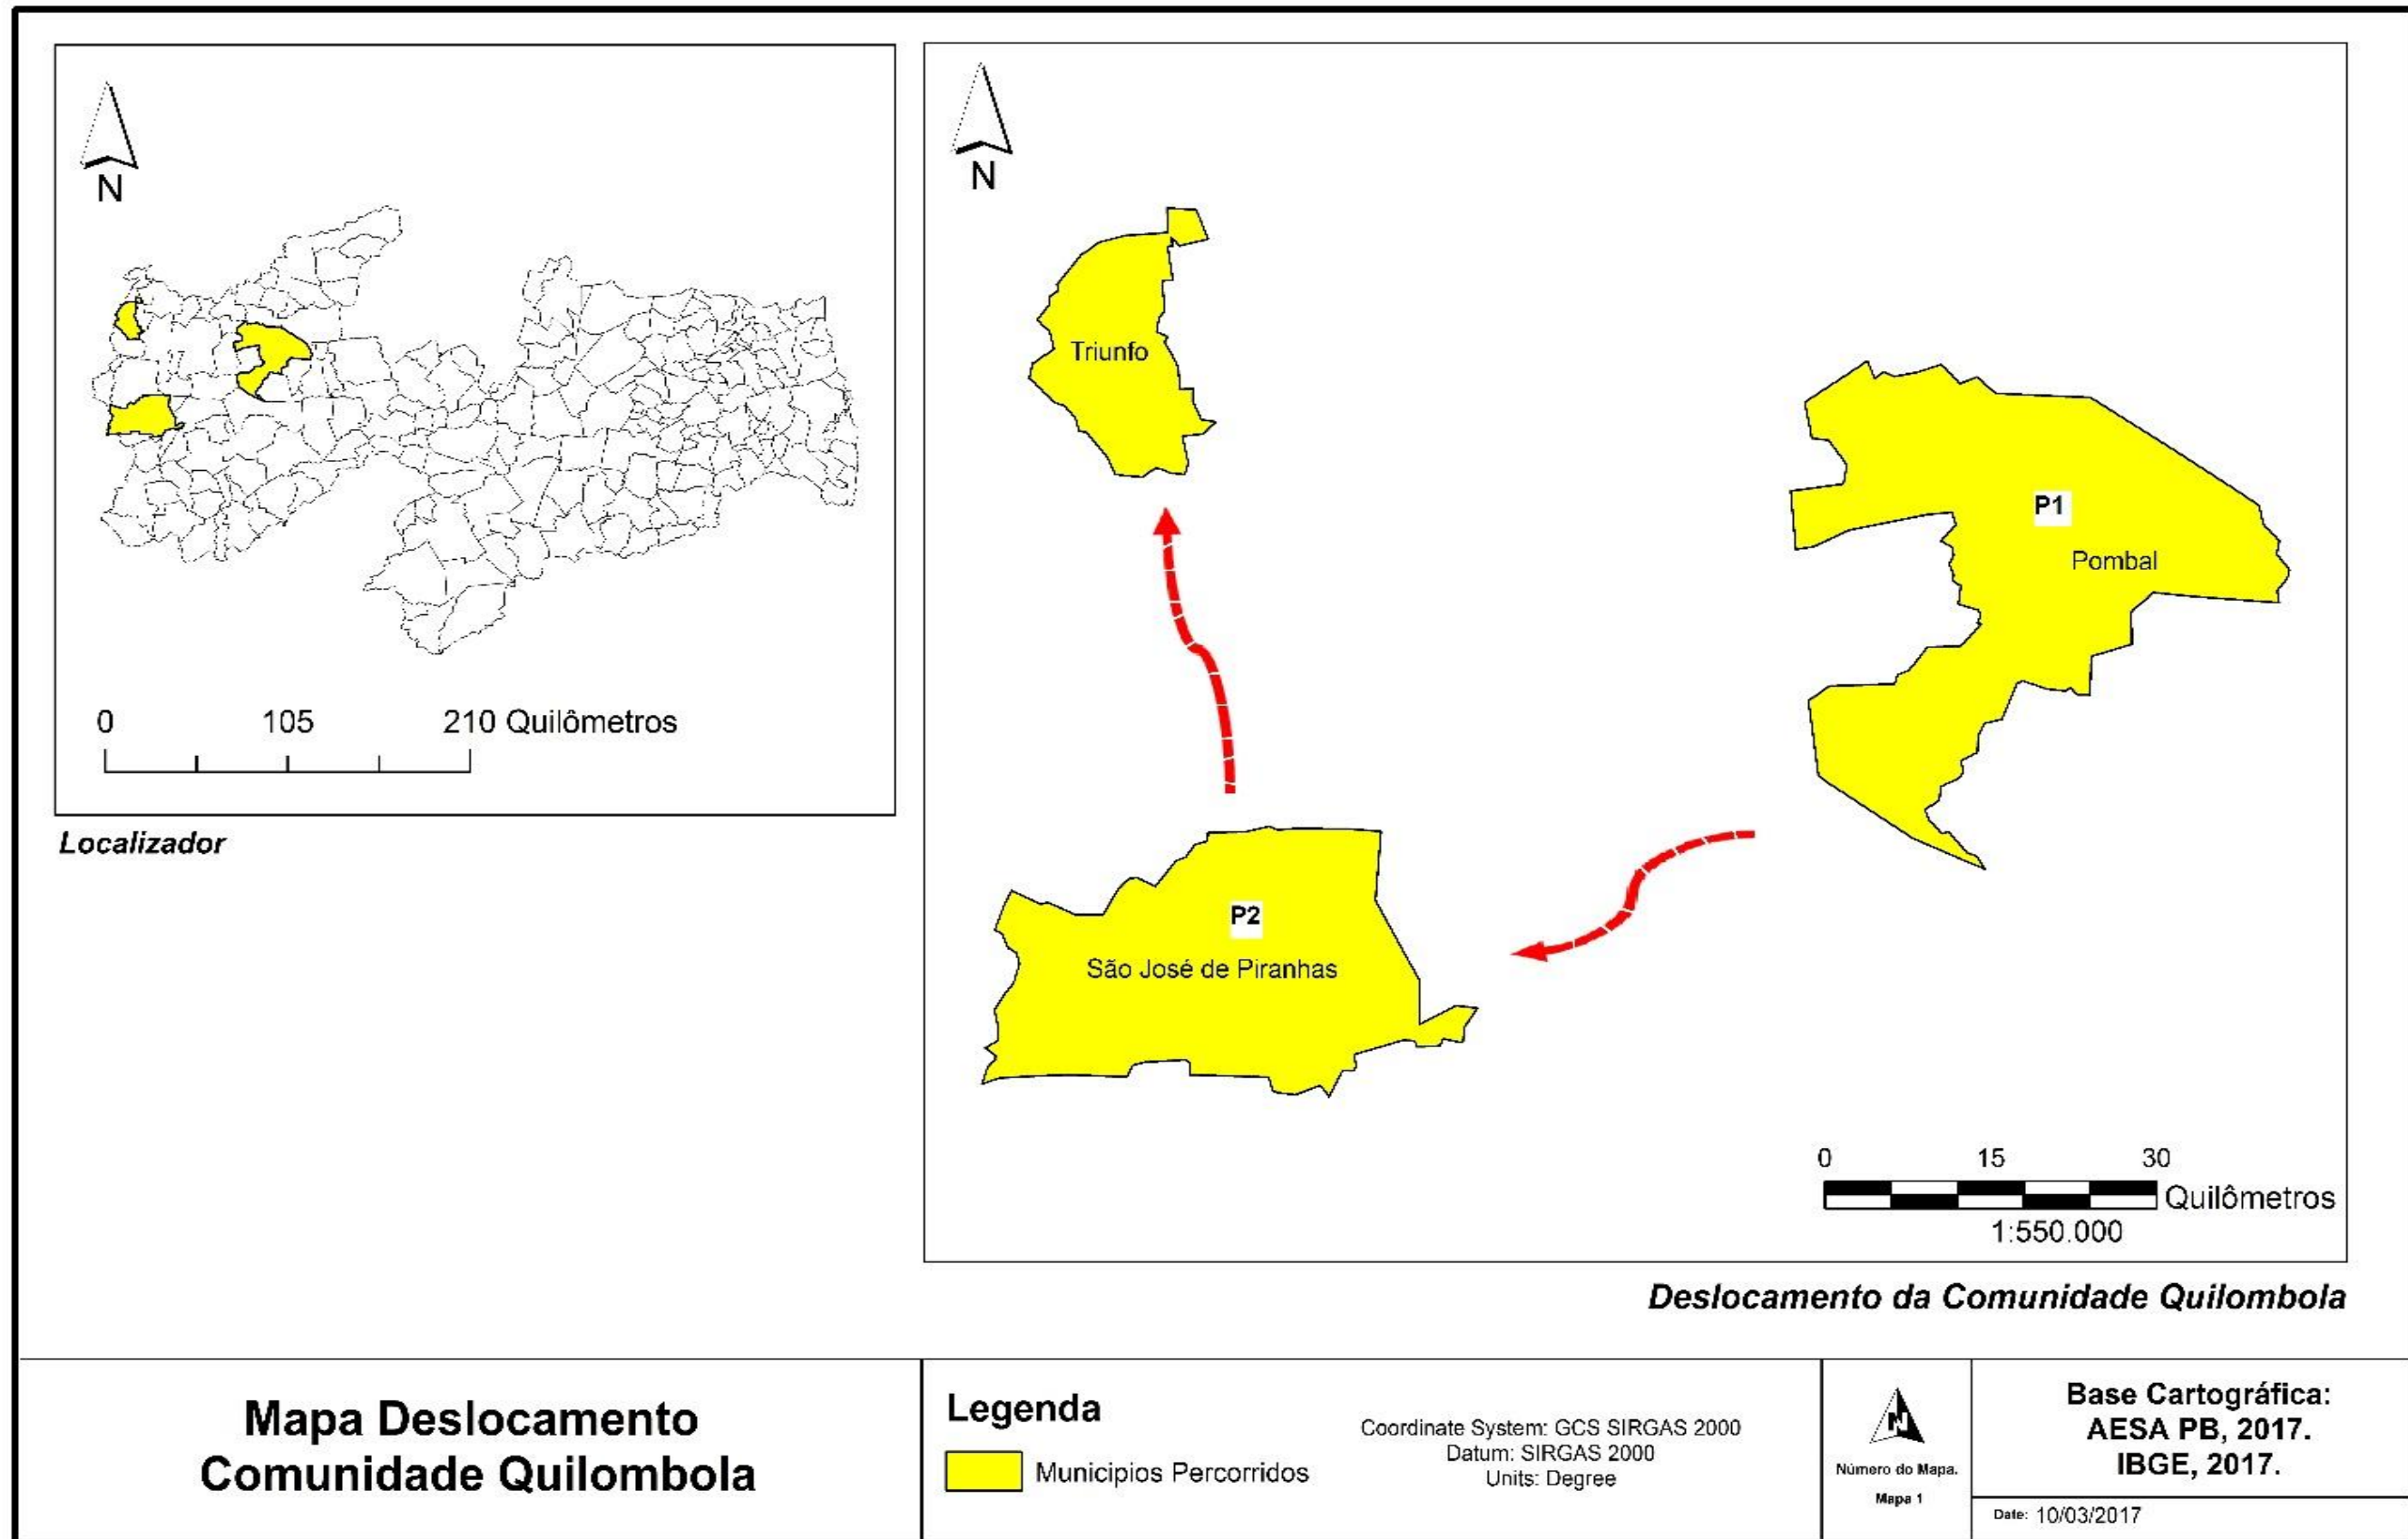 N
0 105 210 Quilômetros
Localizador
N
Triunfo
P1
Pombal
P2
São José de Piranhas
0 15 30
Quilômetros
1:550.000
Deslocamento da Comunidade Quilombola
Mapa Deslocamento
Comunidade Quilombola
Legenda
Municipios Percorridos
Coordinate System: GCS SIRGAS 2000
Datum: SIRGAS 2000
Units: Degree
N
Número do Mapa.
Mapa 1
Base Cartográfica:
AESA PB, 2017.
IBGE, 2017.
Date: 10/03/2017